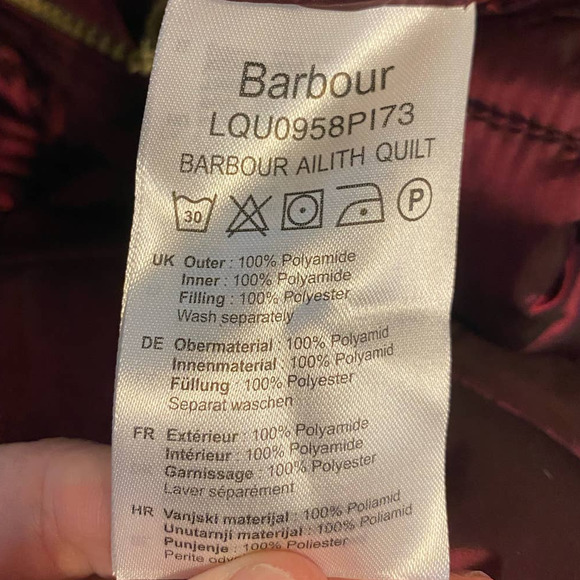 Barbour
LQU0958PI73
BARBOUR AILITH QUILT
30 P
UK Outer : 100% Polyamide
Inner : 100% Polyamide
Filling : 100% Polyester
Wash separately
DE Obermaterial : 100% Polyamid
Innenmaterial : 100% Polyamid
Füllung : 100% Polyester
Separat waschen
FR Extérieur : 100% Polyamide
Intérieur : 100% Polyamide
Garnissage : 100% Polyester
Laver séparément
HR Vanjski materijal : 100% Poliamid
Unutarnji materijal : 100% Poliamid
Punjenje : 100% Poliester
Perite